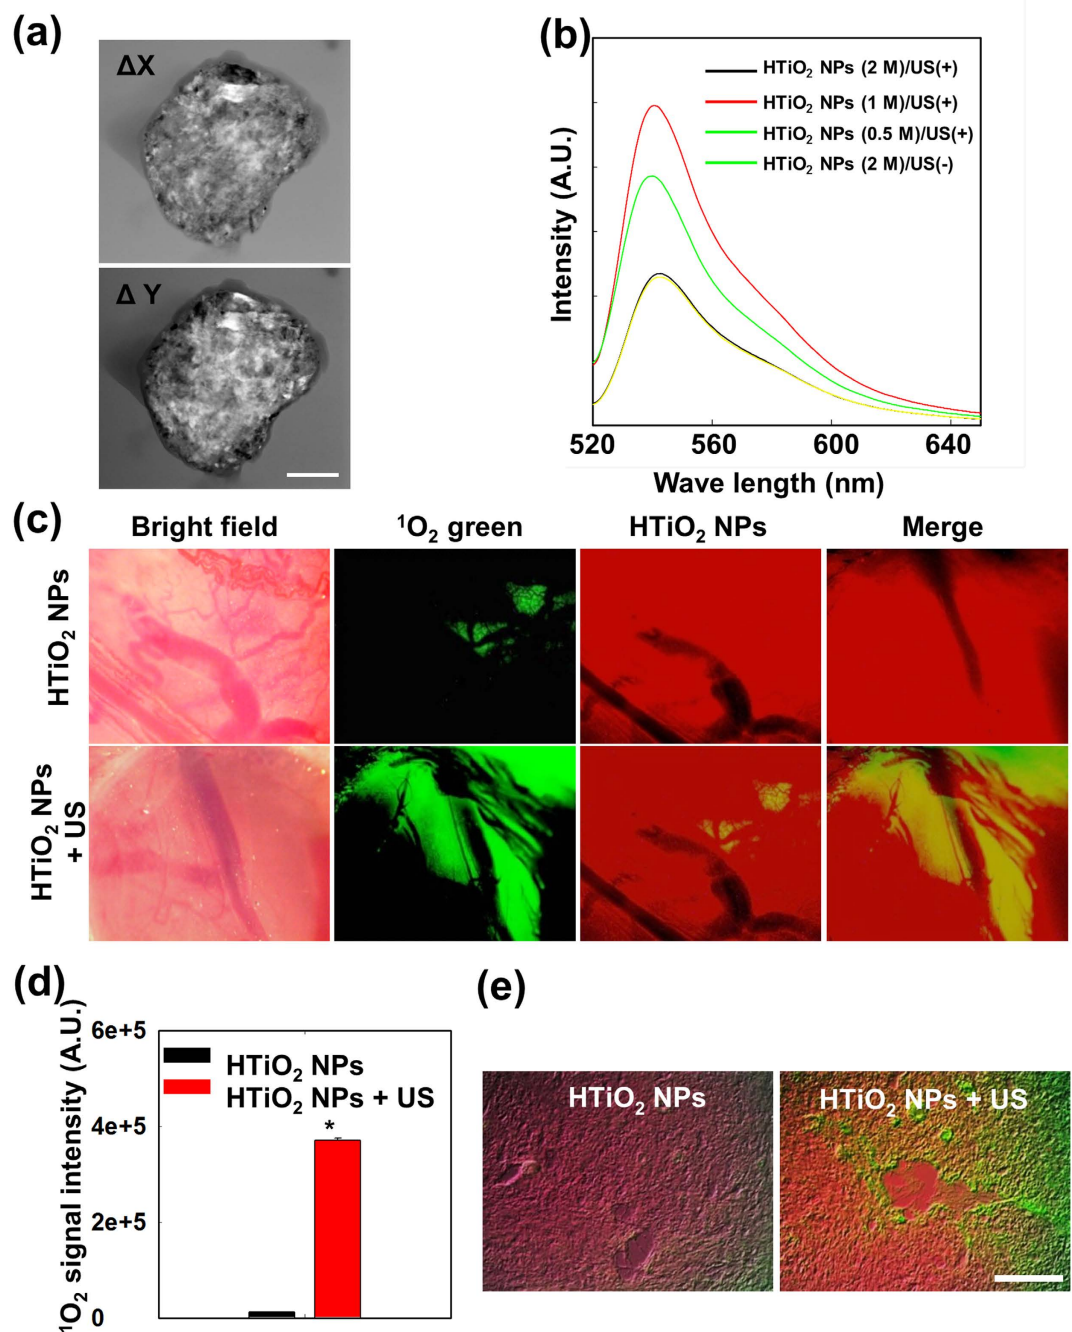 (a)
ΔX
Δ Y
(b)
Intensity (A.U.)
HTiO₂ NPs (2 M)/US(+)
HTiO₂ NPs (1 M)/US(+)
HTiO₂ NPs (0.5 M)/US(+)
HTiO₂ NPs (2 M)/US(-)
520 560 600 640
Wave length (nm)
(c)
Bright field ¹O₂ green HTiO₂ NPs Merge
HTiO₂ NPs
HTiO₂ NPs
+ US
(d)
¹O₂ signal intensity (A.U.)
6e+5
4e+5
2e+5
0
HTiO₂ NPs
HTiO₂ NPs + US
*
(e)
HTiO₂ NPs
HTiO₂ NPs + US